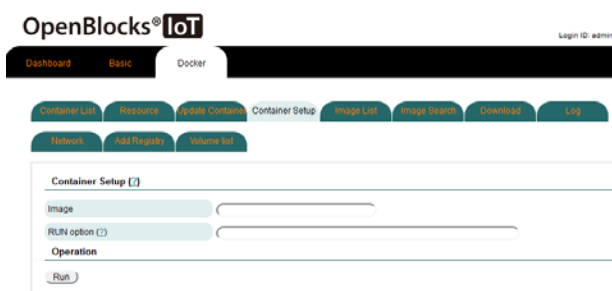 OpenBlocks® IoT
Login ID: admin
Dashboard Basic Docker
Container List Resource Update Container Container Setup Image List Image Search Download Log
Network Add Registry Volume list
Container Setup (?)
Image
RUN option (?)
Operation
Run